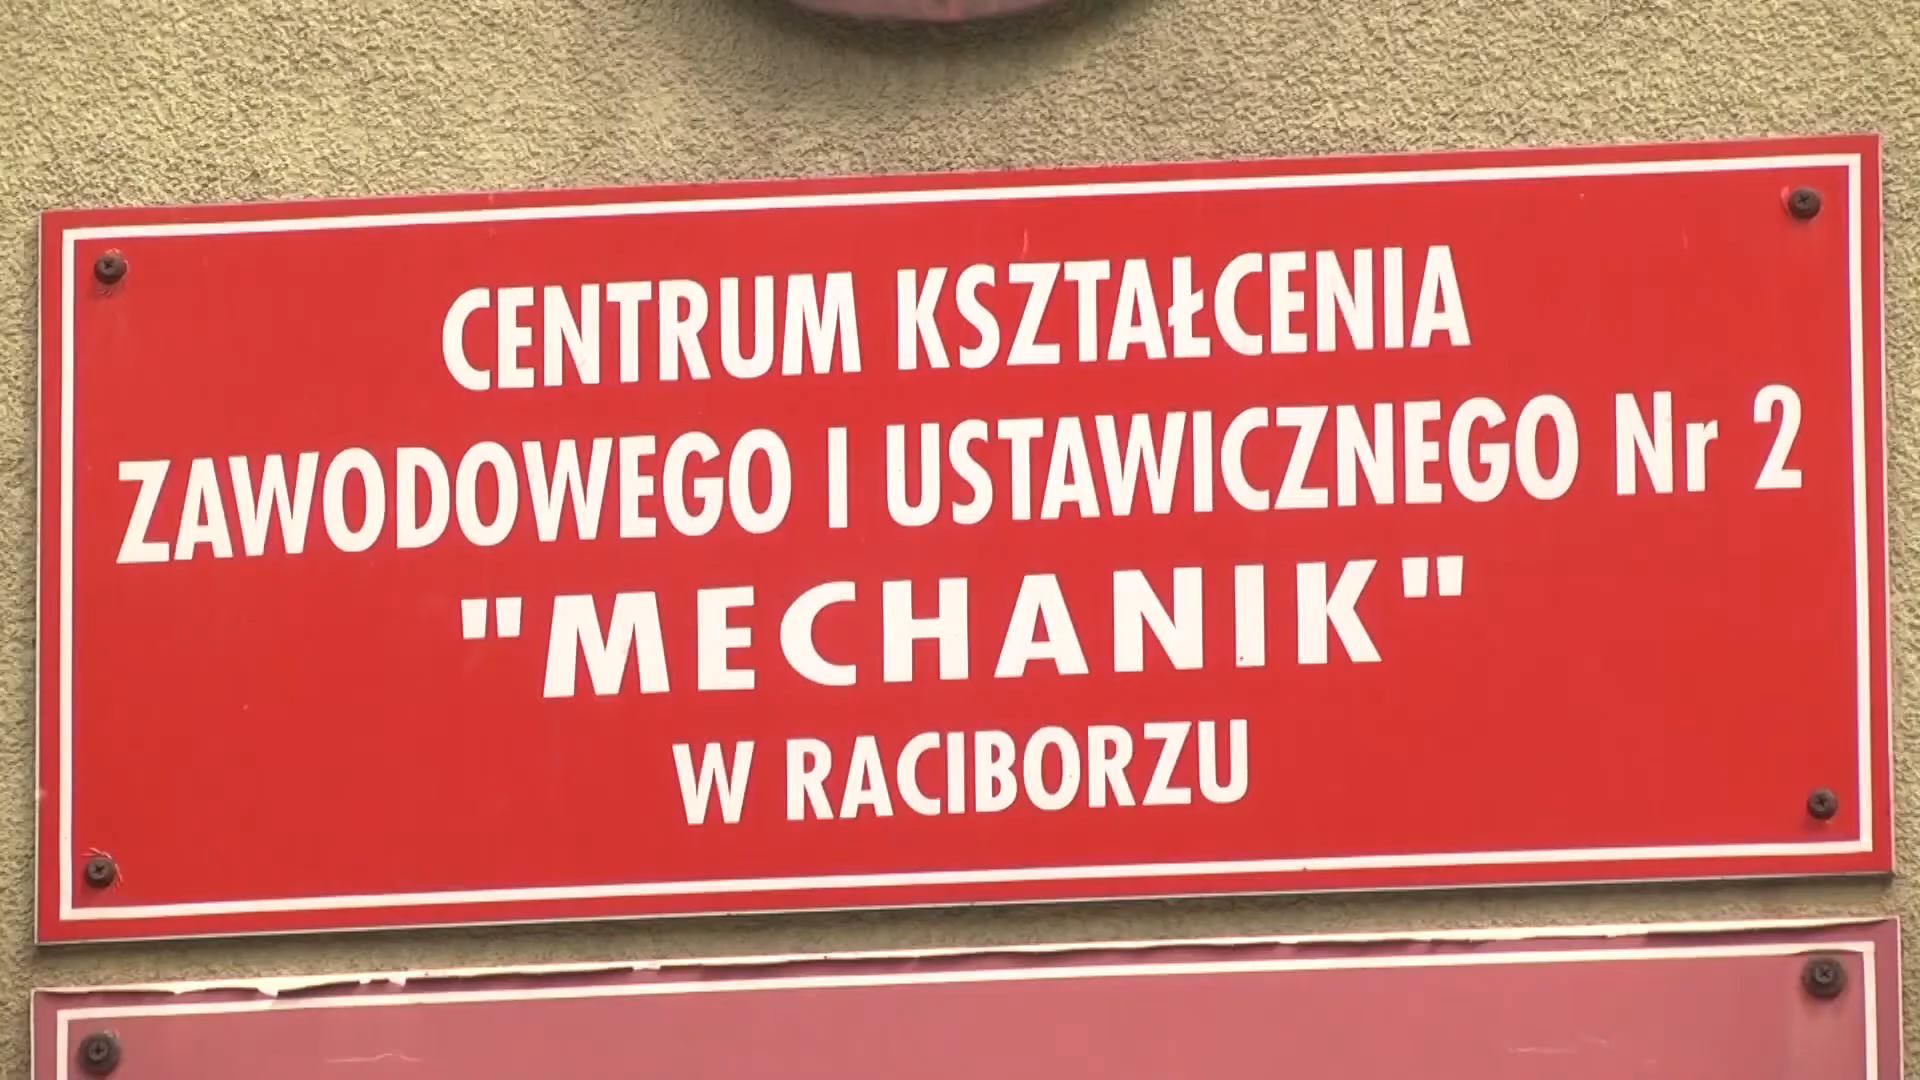 CENTRUM KSZTAŁCENIA
ZAWODOWEGO I USTAWICZNEGO Nr 2
"MECHANIK"
W RACIBORZU